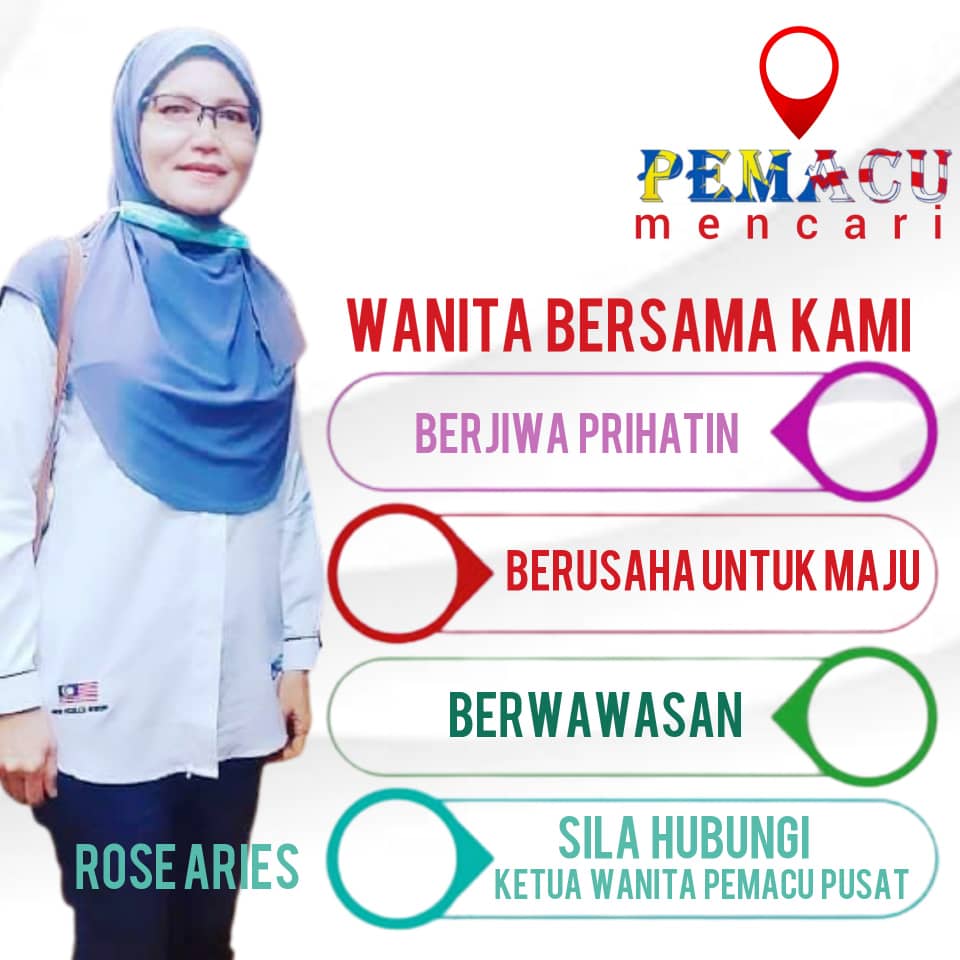 PEMACU
mencari
WANITA BERSAMA KAMI
BERJIWA PRIHATIN
BERUSAHA UNTUK MAJU
BERWAWASAN
SILA HUBUNGI
KETUA WANITA PEMACU PUSAT
ROSE ARIES